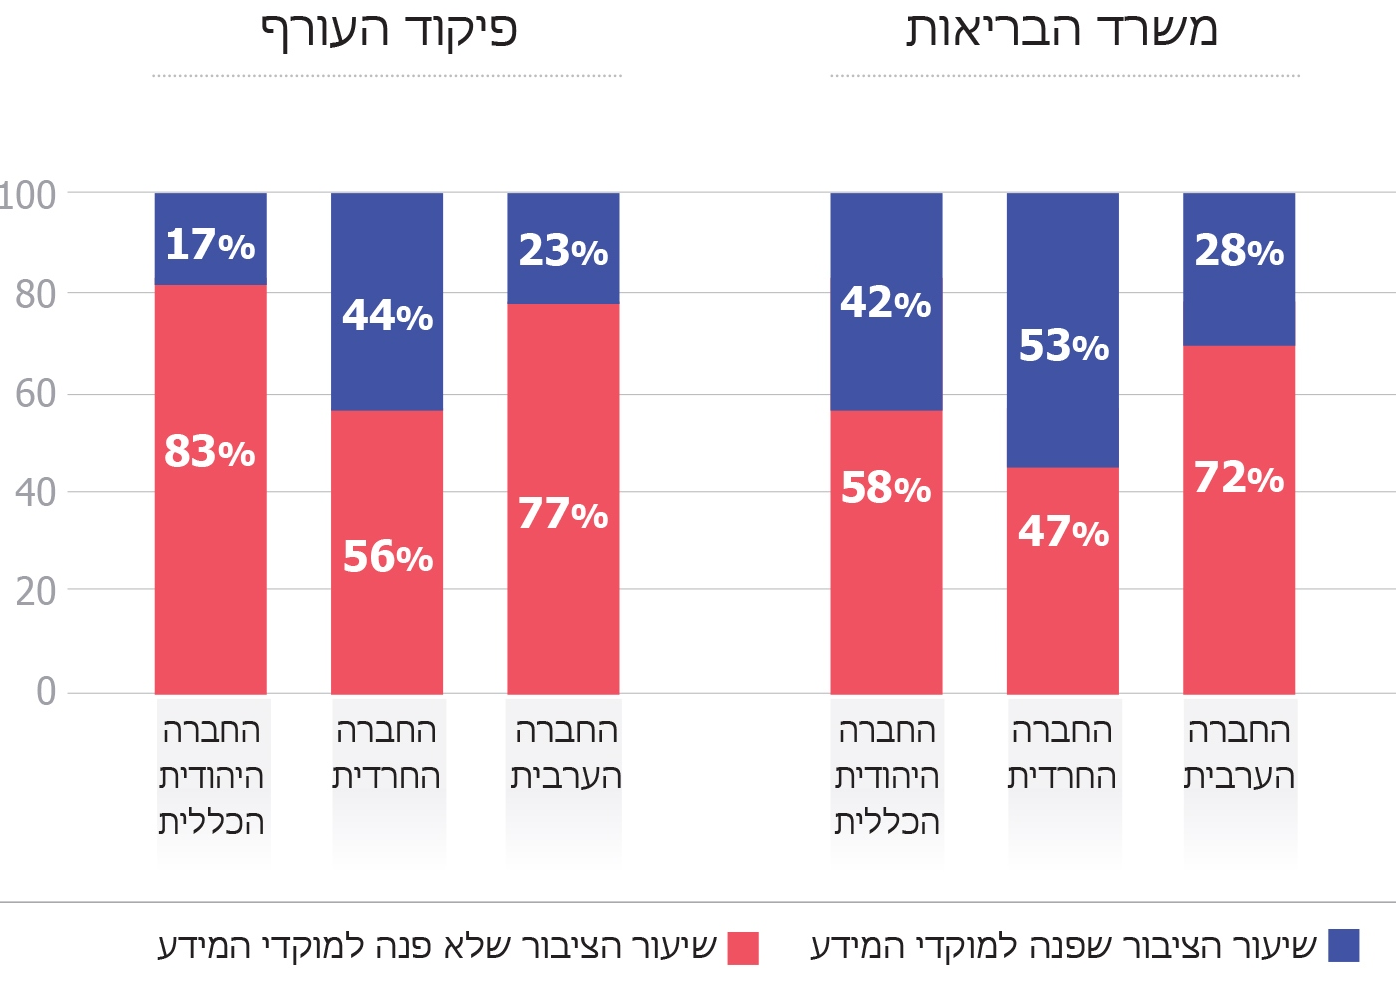 משרד הבריאות
פיקוד העורף
100
80
60
40
20
0
28%
53%
42%
72%
47%
58%
23%
44%
17%
77%
56%
83%
החברה
הערבית
החברה
החרדית
החברה
היהודית
הכללית
החברה
הערבית
החברה
החרדית
החברה
היהודית
הכללית
שיעור הציבור שפנה למוקדי המידע
שיעור הציבור שלא פנה למוקדי המידע